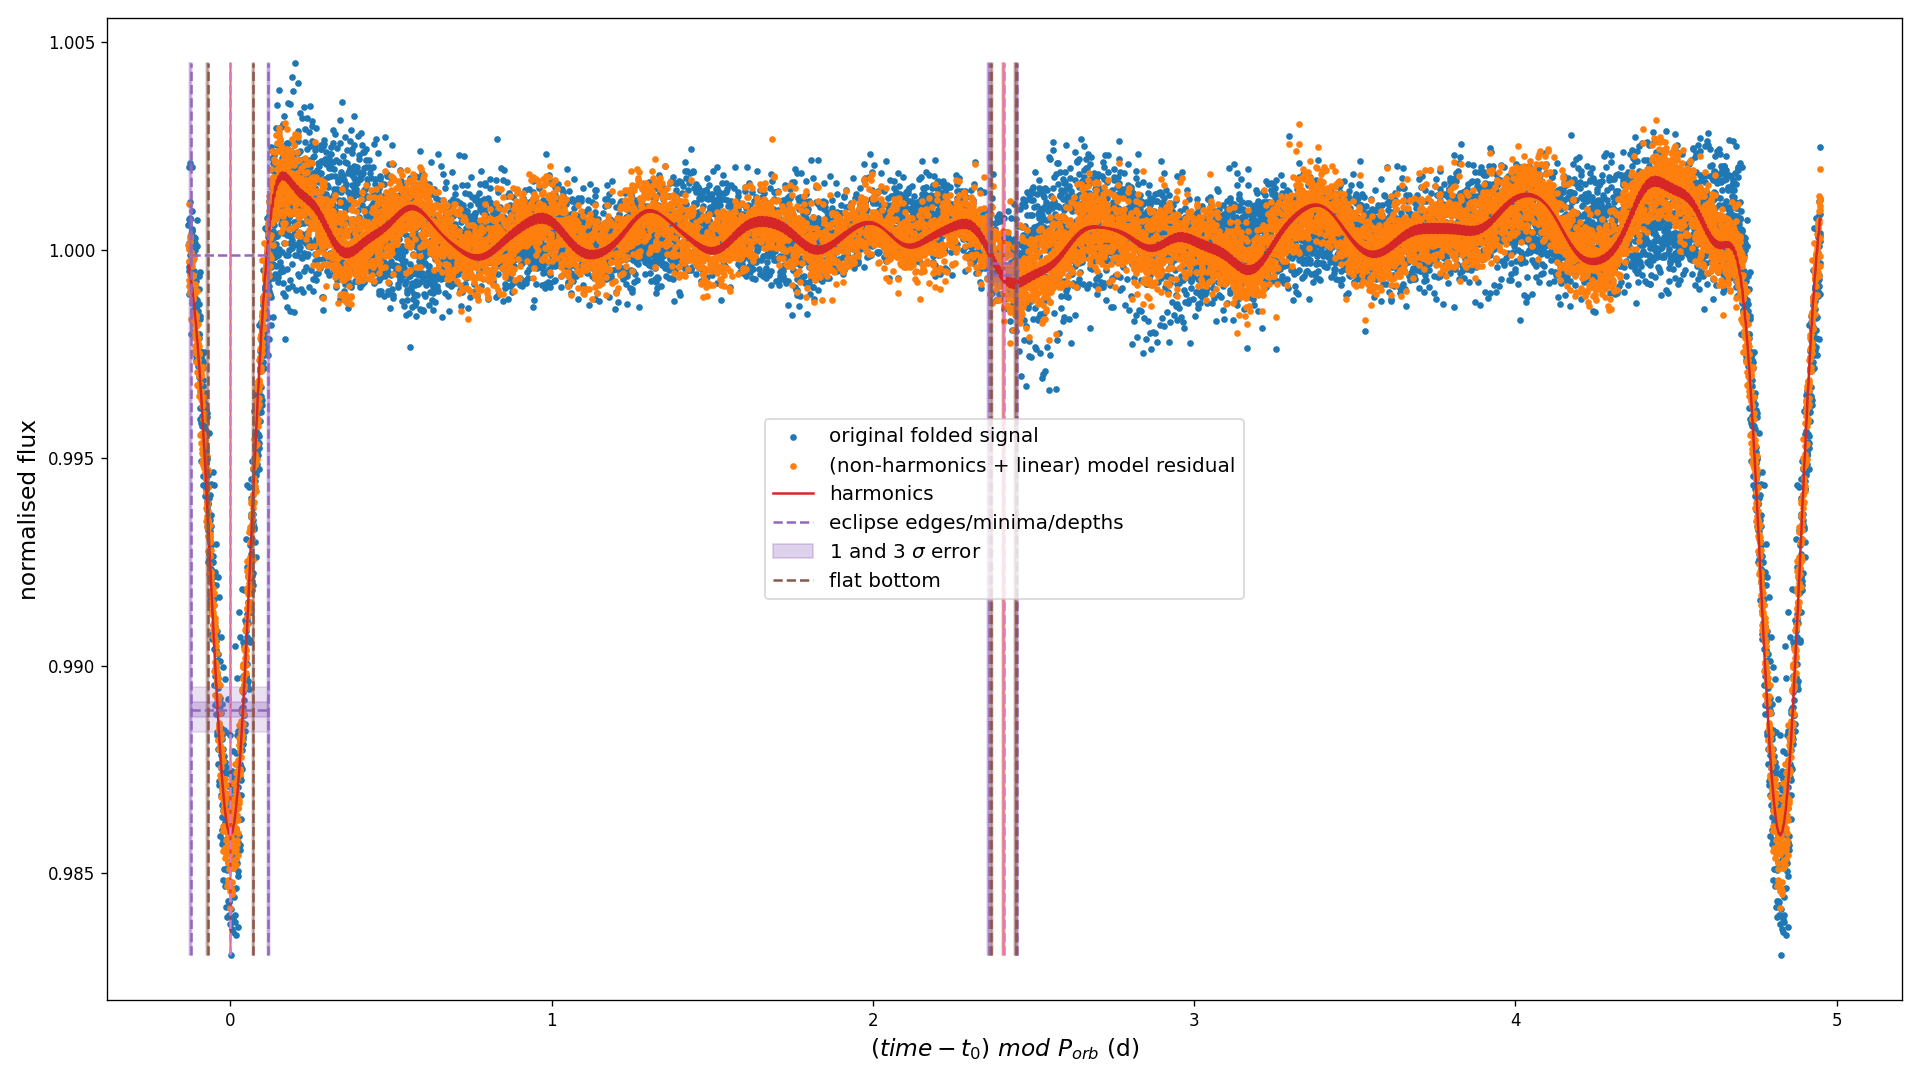 1.005
1.000
0.995
0.990
0.985
normalised flux
original folded signal
(non-harmonics + linear) model residual
harmonics
eclipse edges/minima/depths
1 and 3 σ error
flat bottom
0 1 2 3 4 5
(time − t₀) mod P_orb (d)